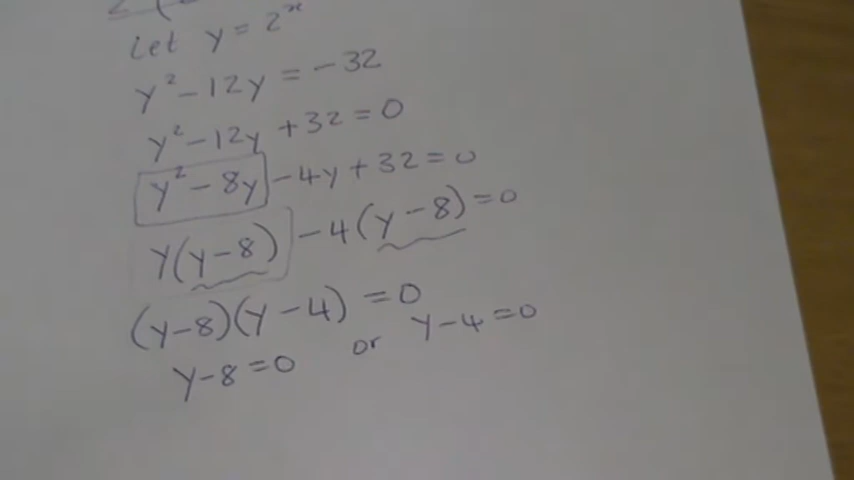 Let y = 2ˣ
y² - 12y = -32
y² - 12y + 32 = 0
y² - 8y - 4y + 32 = 0
y(y - 8) - 4(y - 8) = 0
(y - 8)(y - 4) = 0
y - 8 = 0 or y - 4 = 0